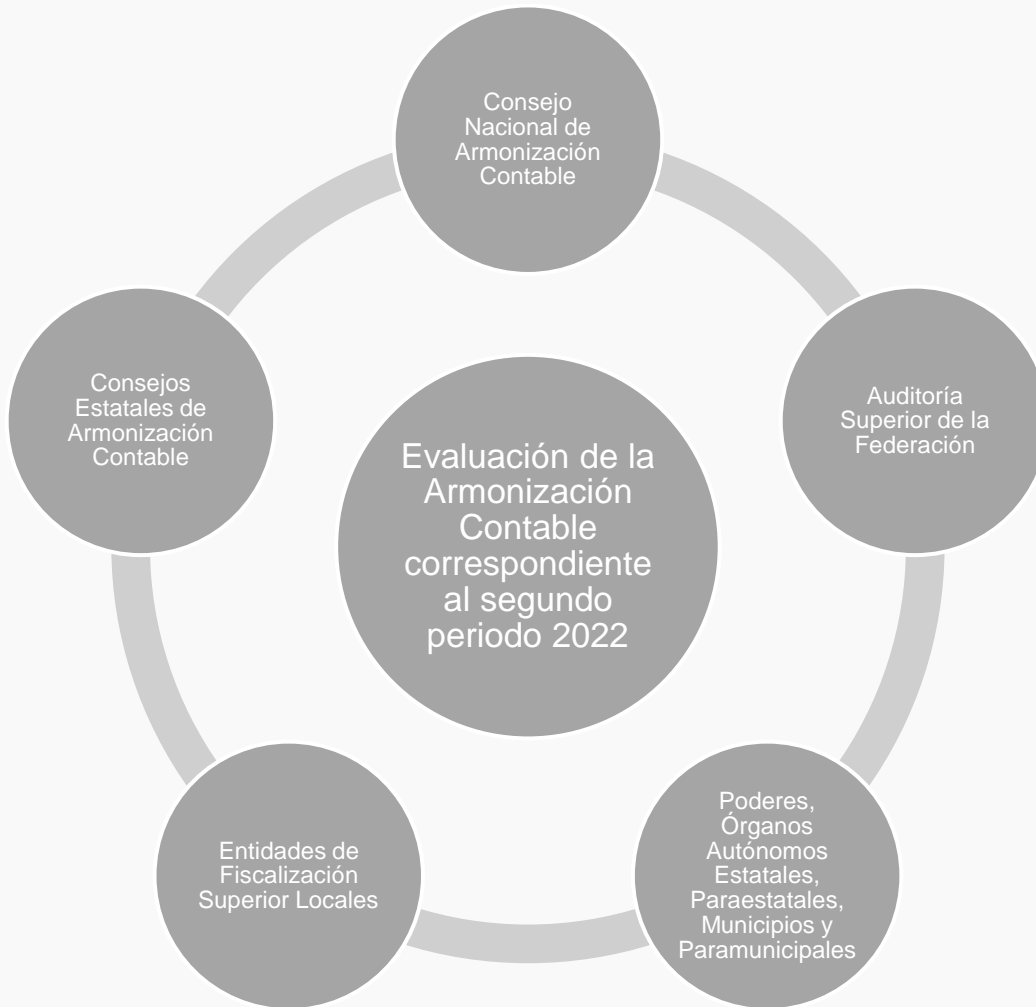 Consejo
Nacional de
Armonización
Contable
Auditoría
Superior de la
Federación
Poderes,
Órganos
Autónomos
Estatales,
Paraestatales,
Municipios y
Paramunicipales
Entidades de
Fiscalización
Superior Locales
Consejos
Estatales de
Armonización
Contable
Evaluación de la
Armonización
Contable
correspondiente
al segundo
periodo 2022